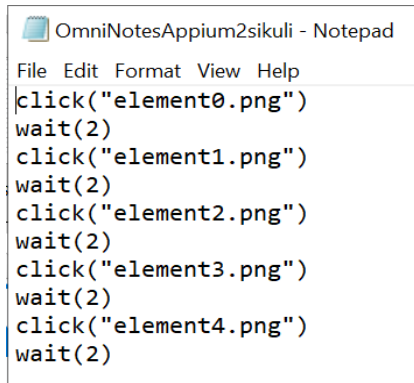 OmniNotesAppium2sikuli - Notepad
File Edit Format View Help
click("element0.png")
wait(2)
click("element1.png")
wait(2)
click("element2.png")
wait(2)
click("element3.png")
wait(2)
click("element4.png")
wait(2)